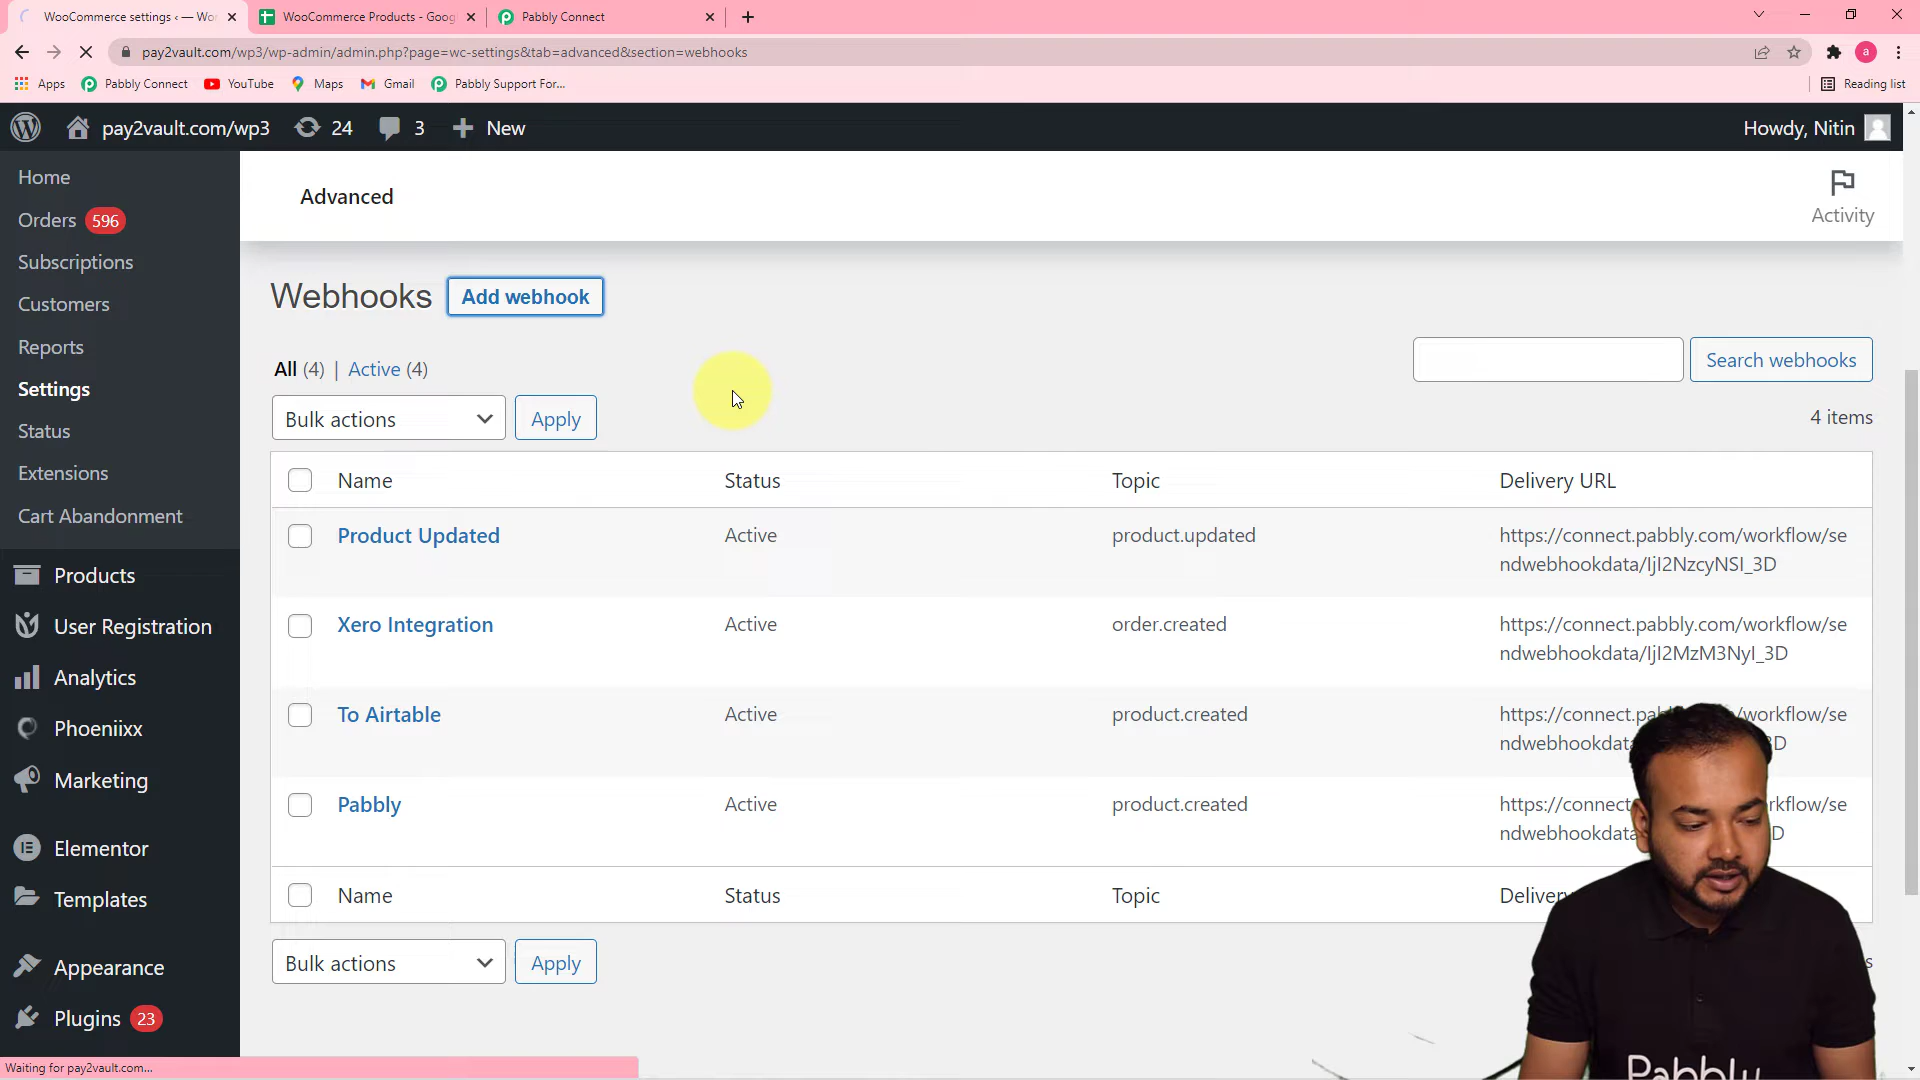 WooCommerce settings ‹ — Wo
WooCommerce Products - Goog
Pabbly Connect
pay2vault.com/wp3/wp-admin/admin.php?page=wc-settings&tab=advanced&section=webhooks
a
Apps
Pabbly Connect
YouTube
Maps
Gmail
Pabbly Support For...
Reading list
pay2vault.com/wp3
24
3
New
Howdy, Nitin
Home
Orders 596
Subscriptions
Customers
Reports
Settings
Status
Extensions
Cart Abandonment
Products
User Registration
Analytics
Phoeniixx
Marketing
Elementor
Templates
Appearance
Plugins 23
Advanced
Activity
Webhooks
Add webhook
All (4) | Active (4)
Search webhooks
Bulk actions
Apply
4 items
Name Status Topic Delivery URL
Product Updated Active product.updated https://connect.pabbly.com/workflow/se
ndwebhookdata/IjI2NzcyNSI_3D
Xero Integration Active order.created https://connect.pabbly.com/workflow/se
ndwebhookdata/IjI2MzM3NyI_3D
To Airtable Active product.created https://connect.pab /workflow/se
ndwebhookdata 3D
Pabbly Active product.created https://connect rkflow/se
ndwebhookdata D
Name Status Topic Deliver
Bulk actions
Apply
s
Pabbly
Waiting for pay2vault.com...